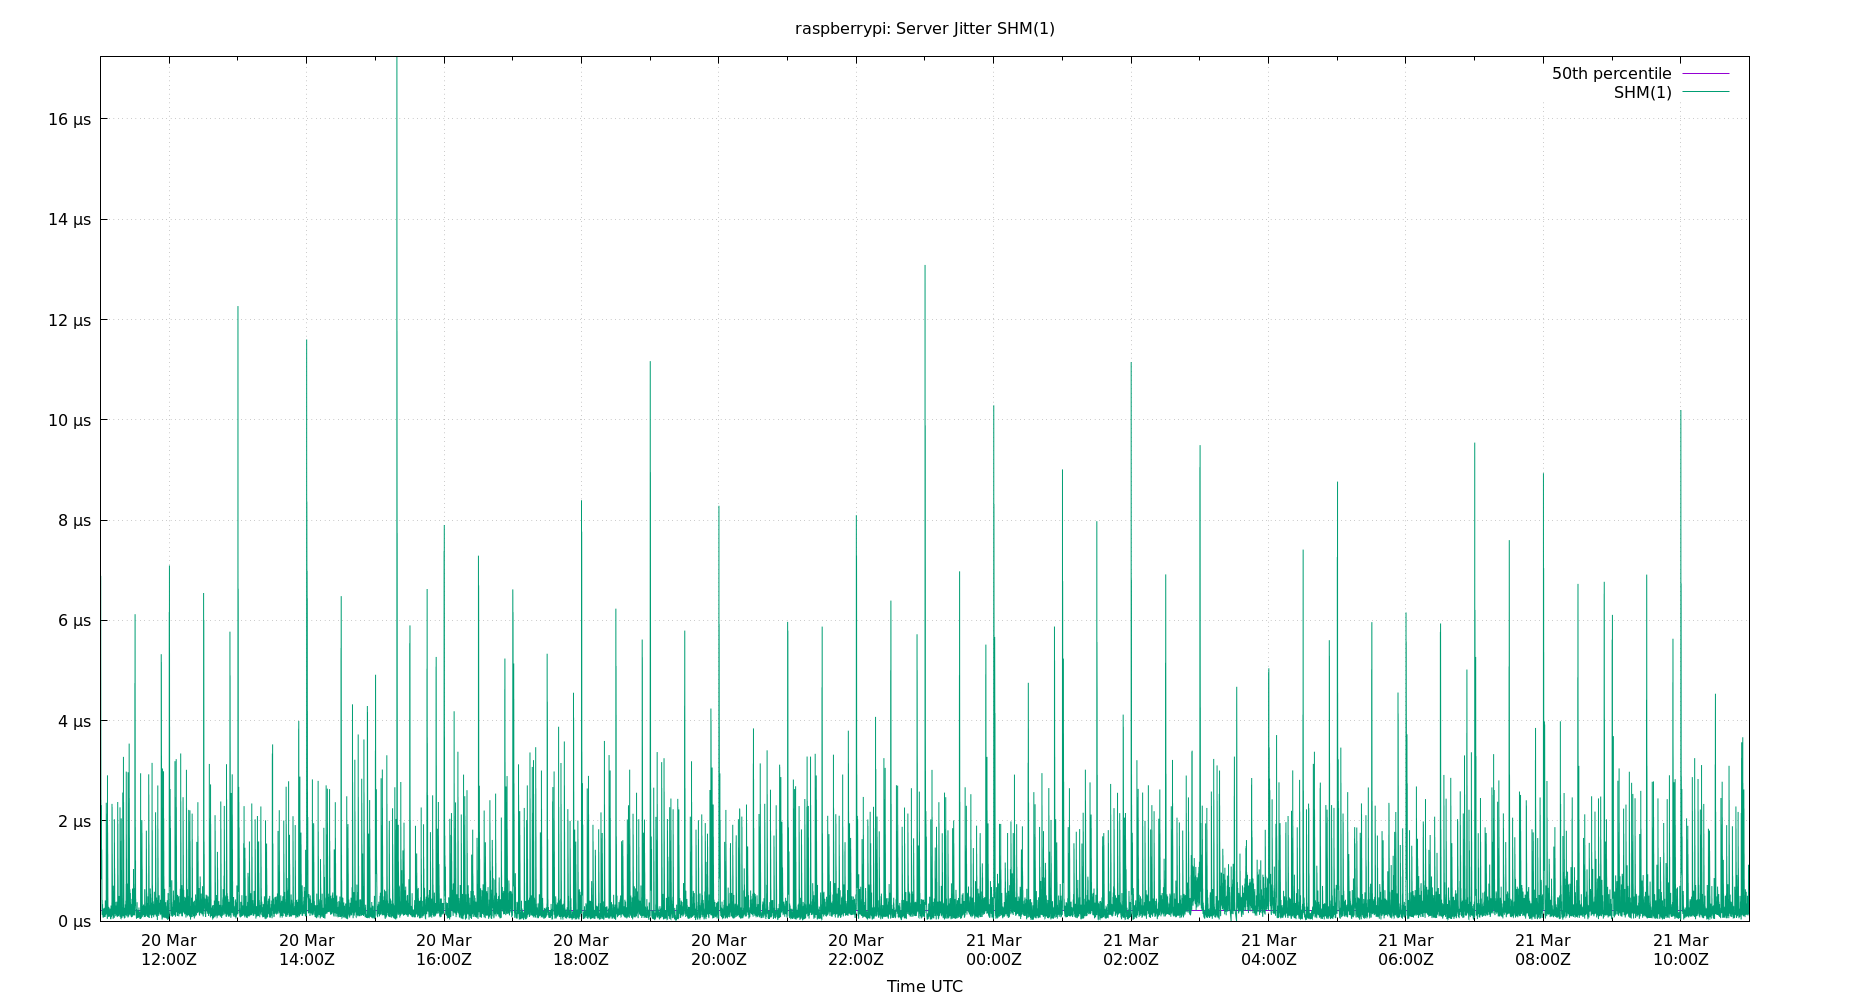 raspberrypi: Server Jitter SHM(1)
50th percentile
SHM(1)
16 µs
14 µs
12 µs
10 µs
8 µs
6 µs
4 µs
2 µs
0 µs
20 Mar 20 Mar 20 Mar 20 Mar 20 Mar 20 Mar 21 Mar 21 Mar 21 Mar 21 Mar 21 Mar 21 Mar
12:00Z 14:00Z 16:00Z 18:00Z 20:00Z 22:00Z 00:00Z 02:00Z 04:00Z 06:00Z 08:00Z 10:00Z
Time UTC